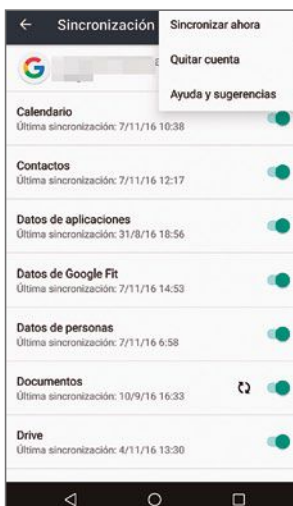 Sincronización
Sincronizar ahora
Quitar cuenta
Ayuda y sugerencias
G
Calendario
Última sincronización: 7/11/16 10:38
Contactos
Última sincronización: 7/11/16 12:17
Datos de aplicaciones
Última sincronización: 31/8/16 18:56
Datos de Google Fit
Última sincronización: 7/11/16 14:53
Datos de personas
Última sincronización: 7/11/16 6:58
Documentos
Última sincronización: 10/9/16 16:33
Drive
Última sincronización: 4/11/16 13:30